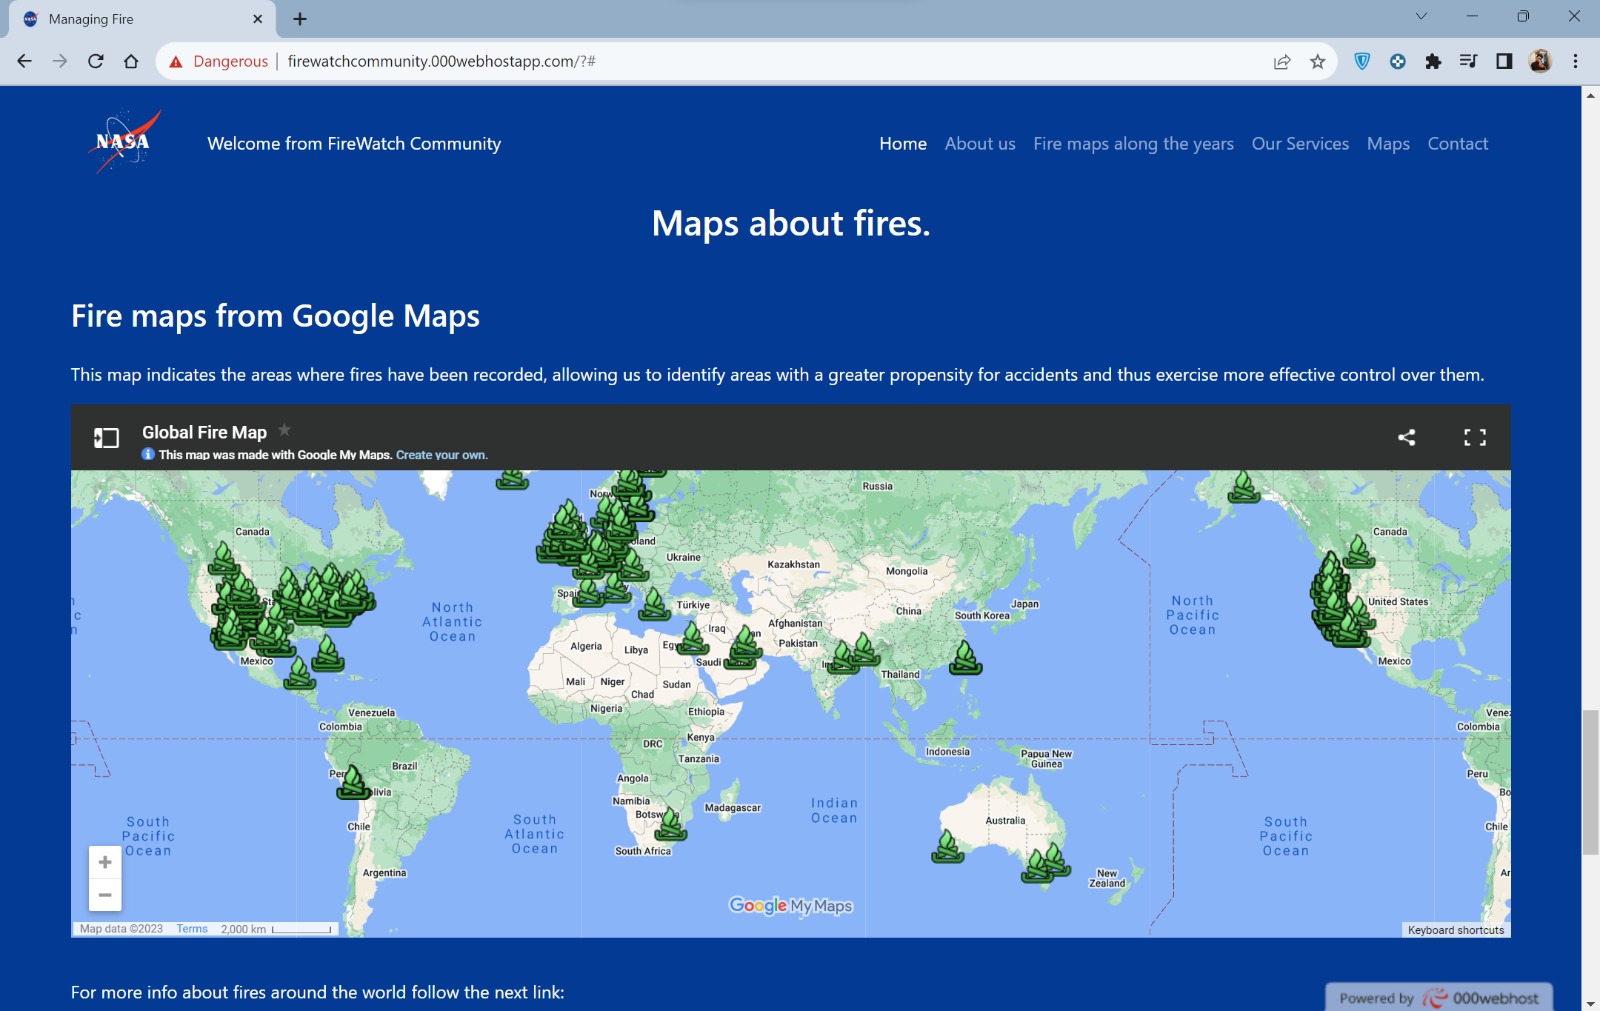 Managing Fire
Dangerous
firewatchcommunity.000webhostapp.com/?#
NASA
Welcome from FireWatch Community
Home
About us
Fire maps along the years
Our Services
Maps
Contact
Maps about fires.
Fire maps from Google Maps
This map indicates the areas where fires have been recorded, allowing us to identify areas with a greater propensity for accidents and thus exercise more effective control over them.
Global Fire Map
This map was made with Google My Maps. Create your own.
Russia
Canada
Canada
Ukraine
Kazakhstan
Mongolia
North
Atlantic
Ocean
Türkiye
China
South Korea
Japan
North
Pacific
Ocean
United States
Afghanistan
Pakistan
Iraq
Algeria
Libya
Saudi
Mexico
Mexico
Mali
Niger
Chad
Sudan
Thailand
Nigeria
Ethiopia
Venezuela
Colombia
Colombia
DRC
Kenya
Tanzania
Indonesia
Papua New
Guinea
Brazil
Peru
Angola
Namibia
Madagascar
Indian
Ocean
Australia
South
Pacific
Ocean
Chile
South
Atlantic
Ocean
South
Pacific
Ocean
Chile
South Africa
Argentina
New
Zealand
Google My Maps
Map data ©2023
Terms
2,000 km
Keyboard shortcuts
For more info about fires around the world follow the next link:
Powered by 000webhost